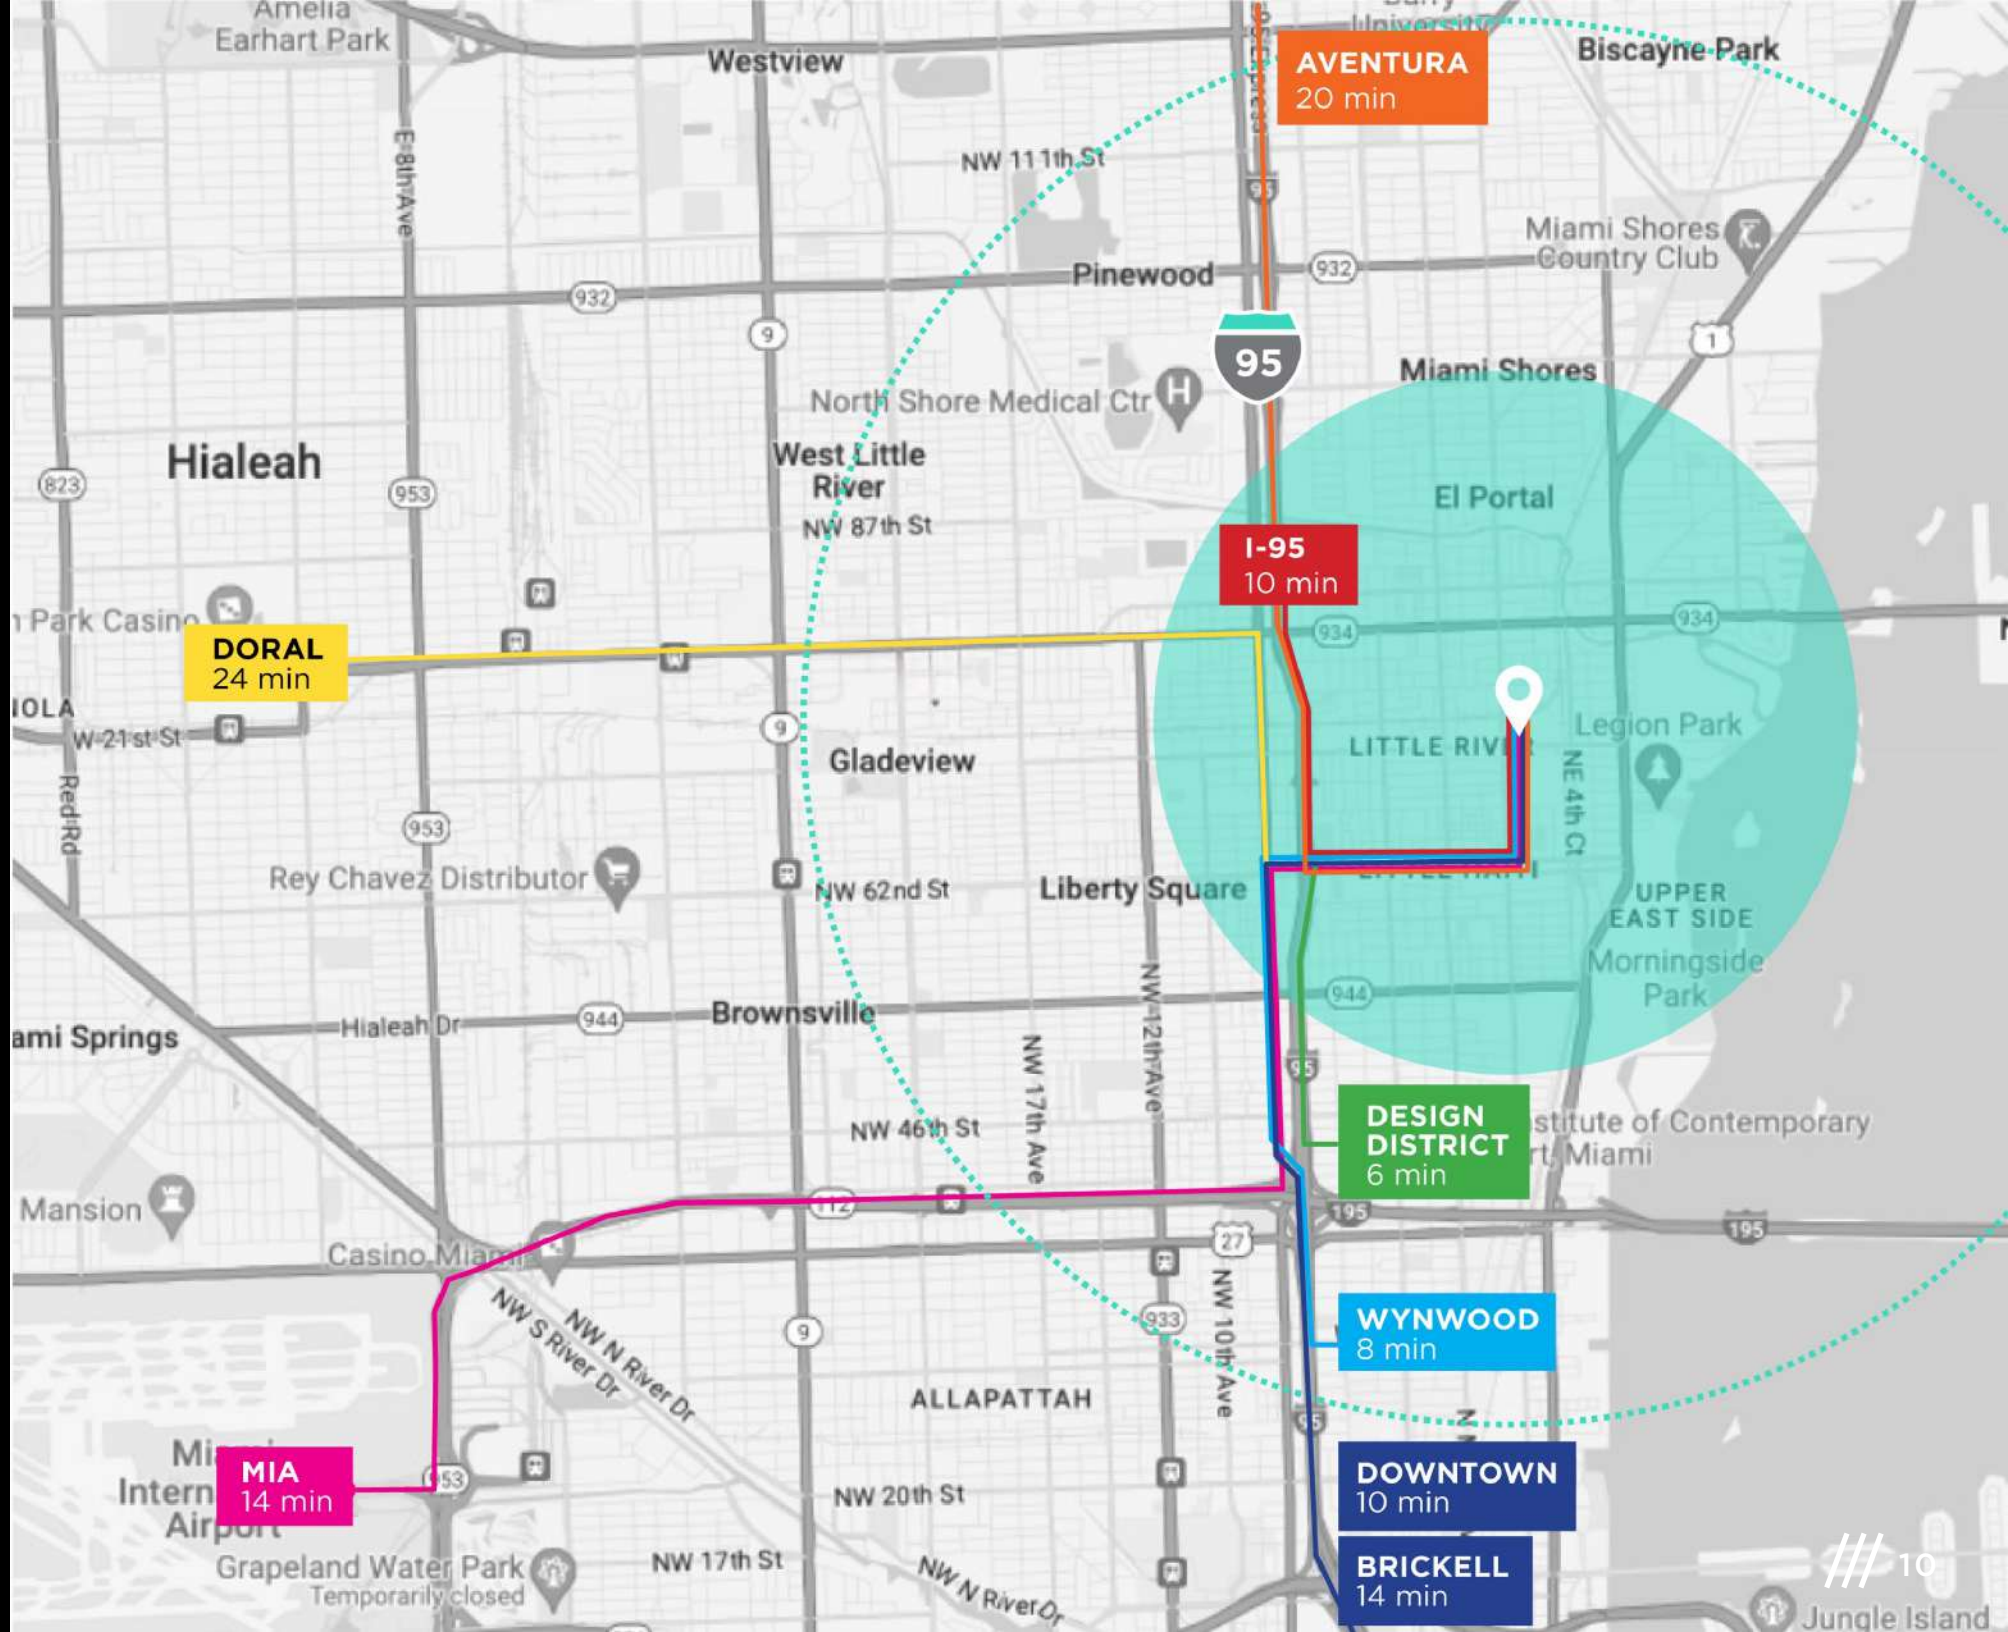 Amelia
Earhart Park
Westview
AVENTURA
20 min
Biscayne Park
NW 111th St
E 8th Ave
95
Miami Shores
Country Club
Pinewood
932
932
9
1
95
Miami Shores
North Shore Medical Ctr
Hialeah
West Little
River
823
953
El Portal
NW 87th St
I-95
10 min
Park Casino
934
934
DORAL
24 min
W 21st St
9
Legion Park
LITTLE RIVER
Gladeview
NE 4th Ct
Red Rd
953
Rey Chavez Distributor
NW 62nd St
Liberty Square
UPPER
EAST SIDE
Morningside
Park
944
944
Hialeah Dr
Brownsville
ami Springs
NW 12th Ave
NW 17th Ave
95
NW 46th St
DESIGN
DISTRICT
6 min
stitute of Contemporary
rt, Miami
Mansion
112
195
195
27
Casino Miami
NW S River Dr
NW N River Dr
9
933
NW 10th Ave
WYNWOOD
8 min
ALLAPATTAH
95
MIA
14 min
Intern
Airport
953
NW 20th St
DOWNTOWN
10 min
Grapeland Water Park
Temporarily closed
NW 17th St
NW N River Dr
BRICKELL
14 min
10
Jungle Island